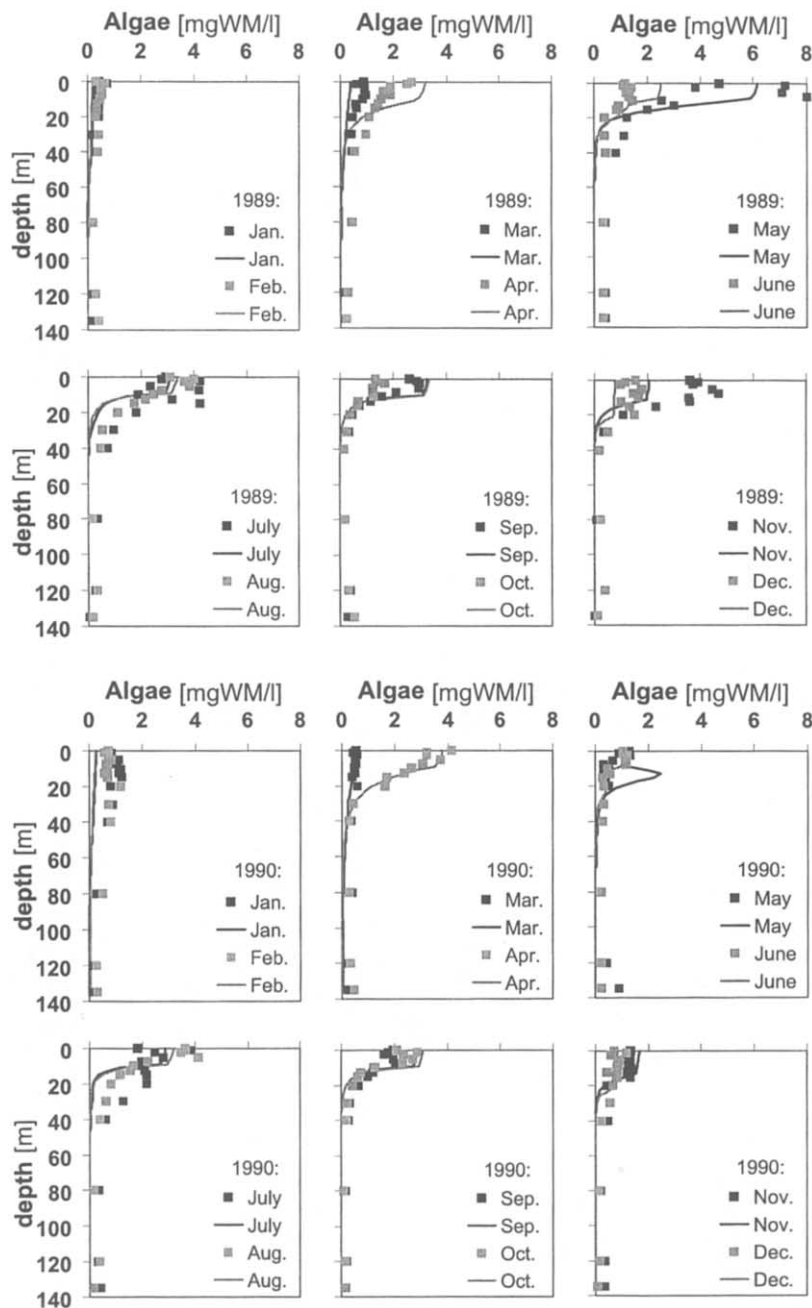 Algae [mgWM/l] Algae [mgWM/l] Algae [mgWM/l]
0 2 4 6 8 0 2 4 6 8 0 2 4 6 8
depth [m]
0
20
40
60
80
100
120
140
1989:
Jan.
Jan.
Feb.
Feb.
1989:
Mar.
Mar.
Apr.
Apr.
1989:
May
May
June
June
depth [m]
0
20
40
60
80
100
120
140
1989:
July
July
Aug.
Aug.
1989:
Sep.
Sep.
Oct.
Oct.
1989:
Nov.
Nov.
Dec.
Dec.
Algae [mgWM/l] Algae [mgWM/l] Algae [mgWM/l]
0 2 4 6 8 0 2 4 6 8 0 2 4 6 8
depth [m]
0
20
40
60
80
100
120
140
1990:
Jan.
Jan.
Feb.
Feb.
1990:
Mar.
Mar.
Apr.
Apr.
1990:
May
May
June
June
depth [m]
0
20
40
60
80
100
120
140
1990:
July
July
Aug.
Aug.
1990:
Sep.
Sep.
Oct.
Oct.
1990:
Nov.
Nov.
Dec.
Dec.